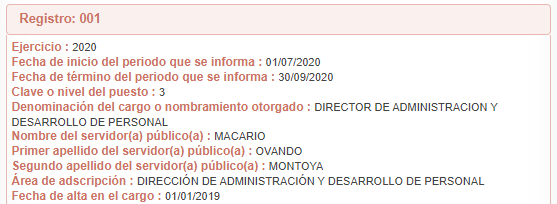 Registro: 001
Ejercicio : 2020
Fecha de inicio del periodo que se informa : 01/07/2020
Fecha de término del periodo que se informa : 30/09/2020
Clave o nivel del puesto : 3
Denominación del cargo o nombramiento otorgado : DIRECTOR DE ADMINISTRACION Y
DESARROLLO DE PERSONAL
Nombre del servidor(a) público(a) : MACARIO
Primer apellido del servidor(a) público(a) : OVANDO
Segundo apellido del servidor(a) público(a) : MONTOYA
Área de adscripción : DIRECCIÓN DE ADMINISTRACIÓN Y DESARROLLO DE PERSONAL
Fecha de alta en el cargo : 01/01/2019